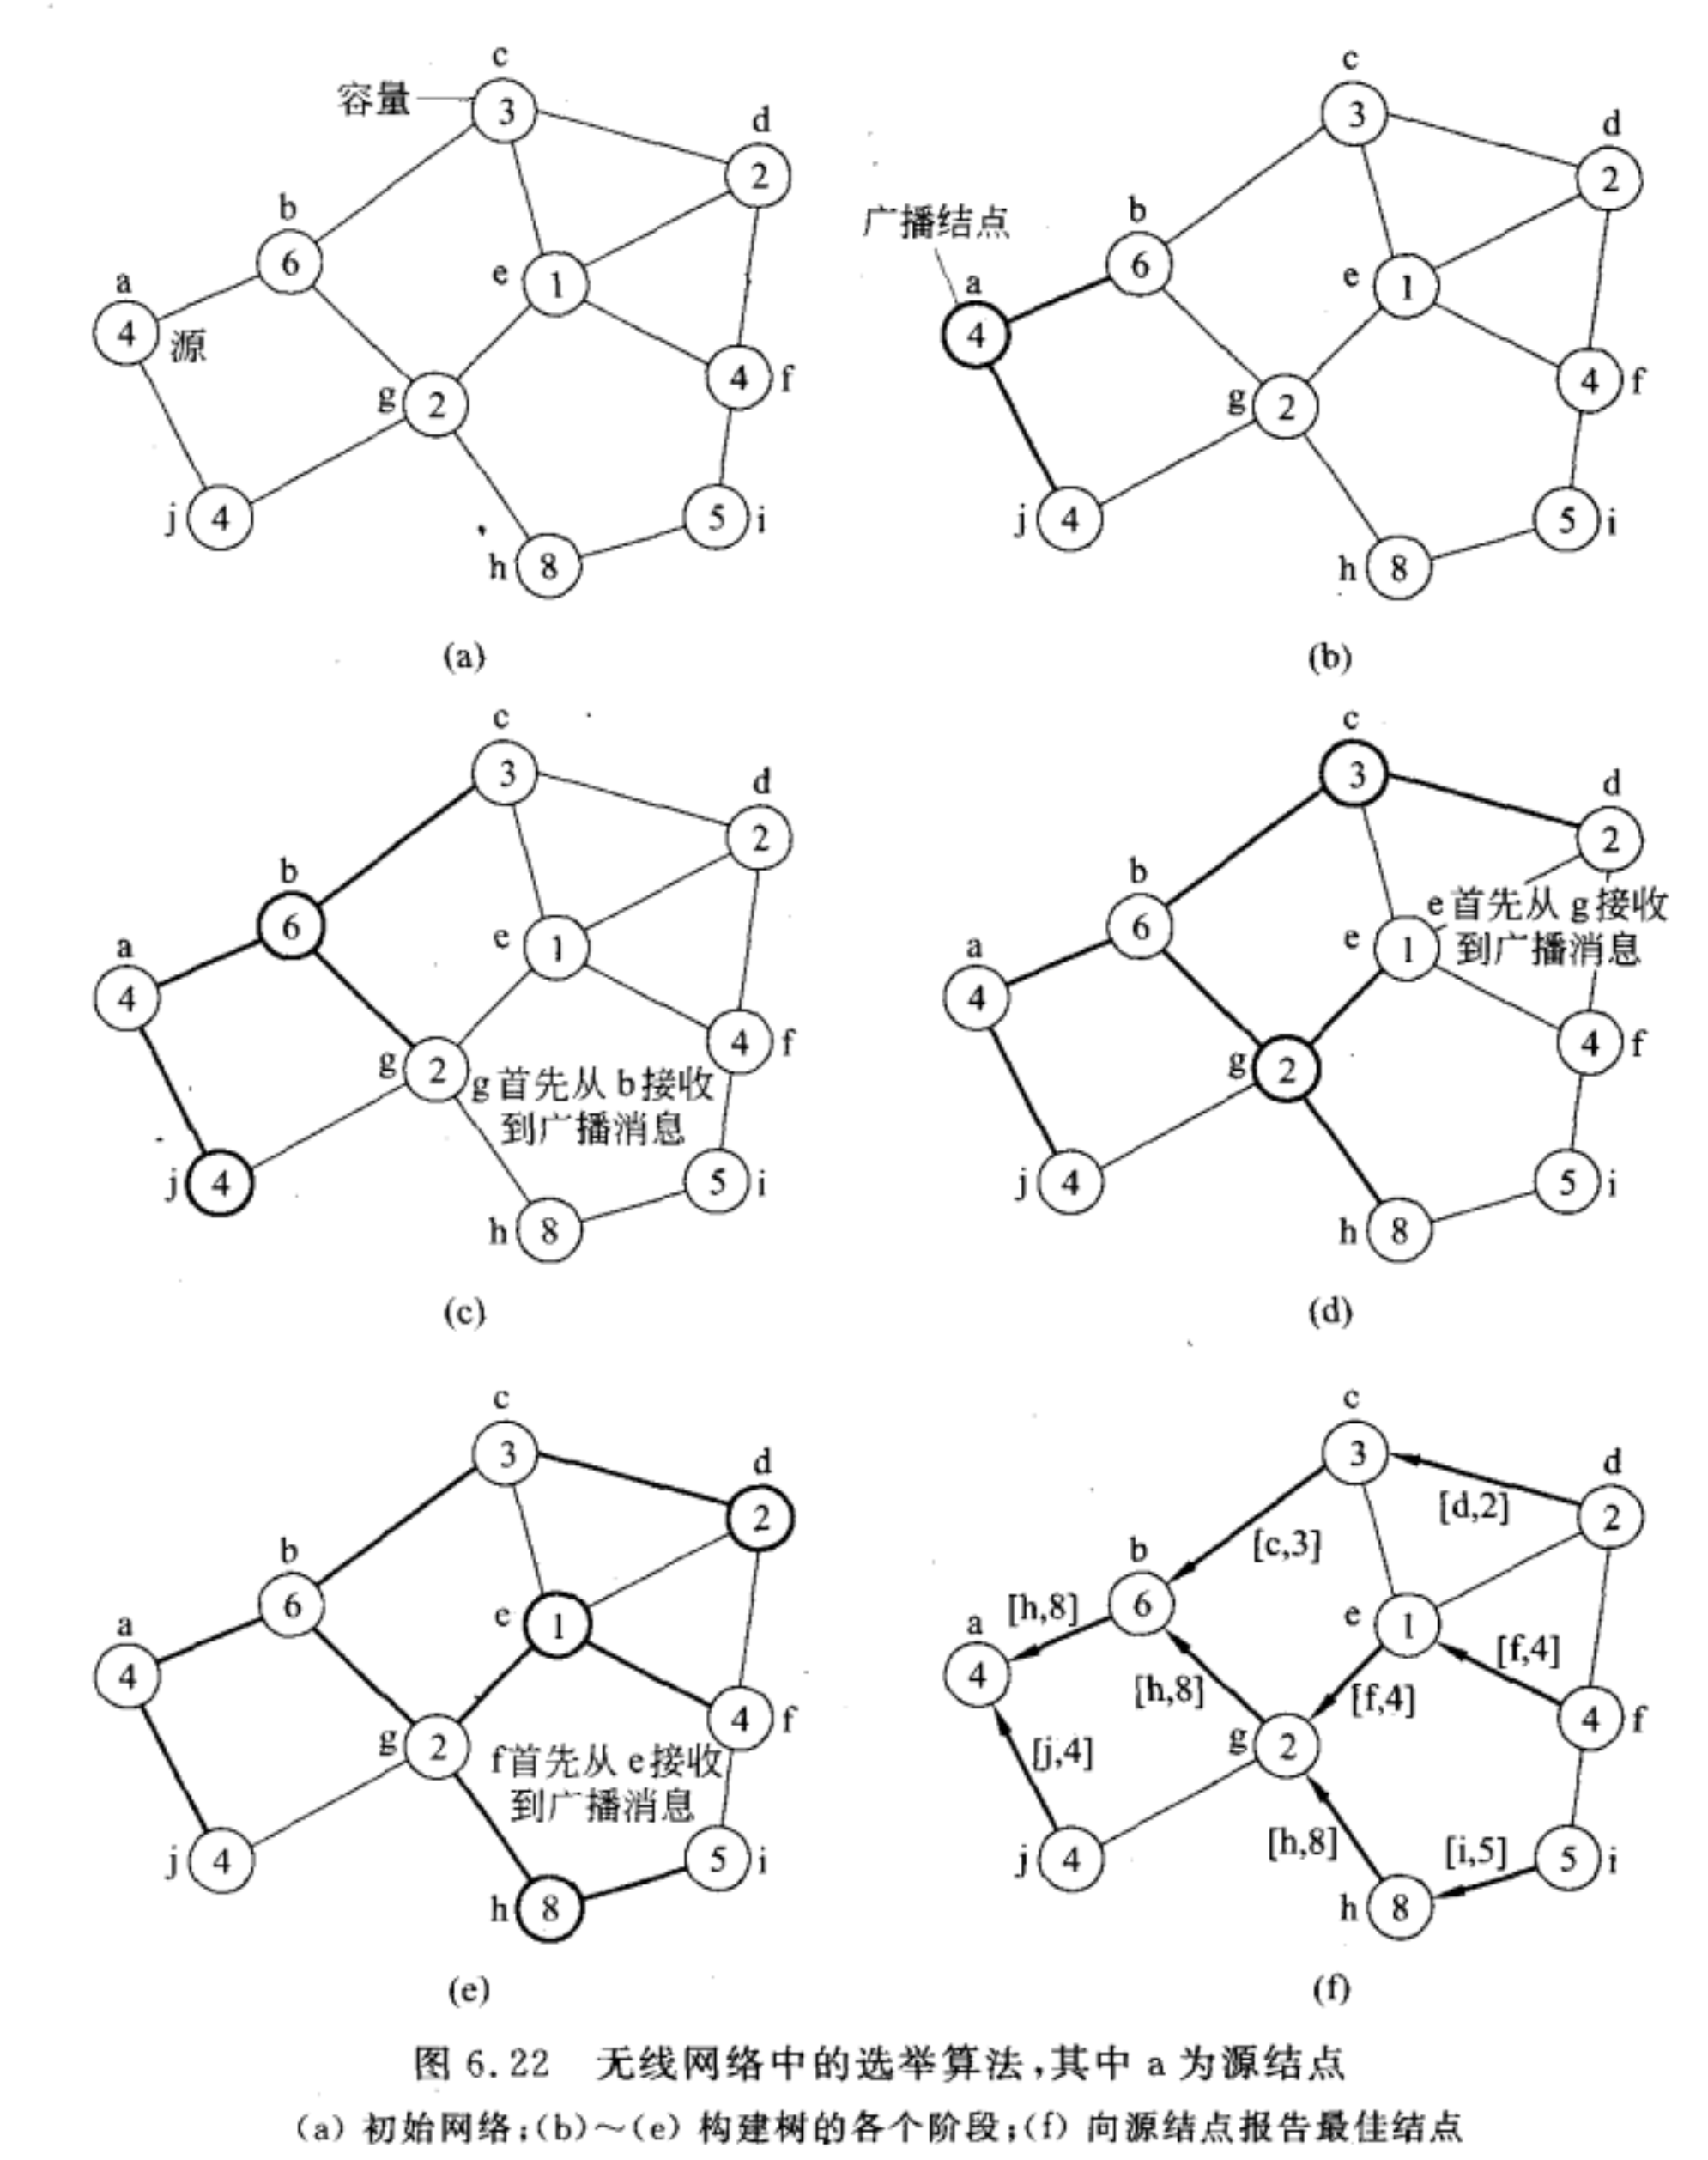 c
容量
3
d
2
b
6
e
1
a
4
源
4
f
g
2
j
4
5
i
h
8
(a)
c
3
d
2
广播结点
b
6
e
1
a
4
4
f
g
2
j
4
5
i
h
8
(b)
c
3
d
2
b
6
e
1
a
4
4
f
g
2
g首先从b接收
到广播消息
j
4
5
i
h
8
(c)
c
3
d
2
b
6
e首先从g接收
到广播消息
e
1
a
4
4
f
g
2
j
4
5
i
h
8
(d)
c
3
d
2
b
6
e
1
a
4
4
f
g
2
f首先从e接收
到广播消息
j
4
5
i
h
8
(e)
c
3
d
2
[d,2]
[c,3]
b
6
[h,8]
e
1
a
4
[f,4]
[h,8]
[f,4]
4
f
g
2
[j,4]
j
4
[h,8]
[i,5]
5
i
h
8
(f)
图 6.22 无线网络中的选举算法,其中 a 为源结点
(a) 初始网络;(b)~(e) 构建树的各个阶段;(f) 向源结点报告最佳结点